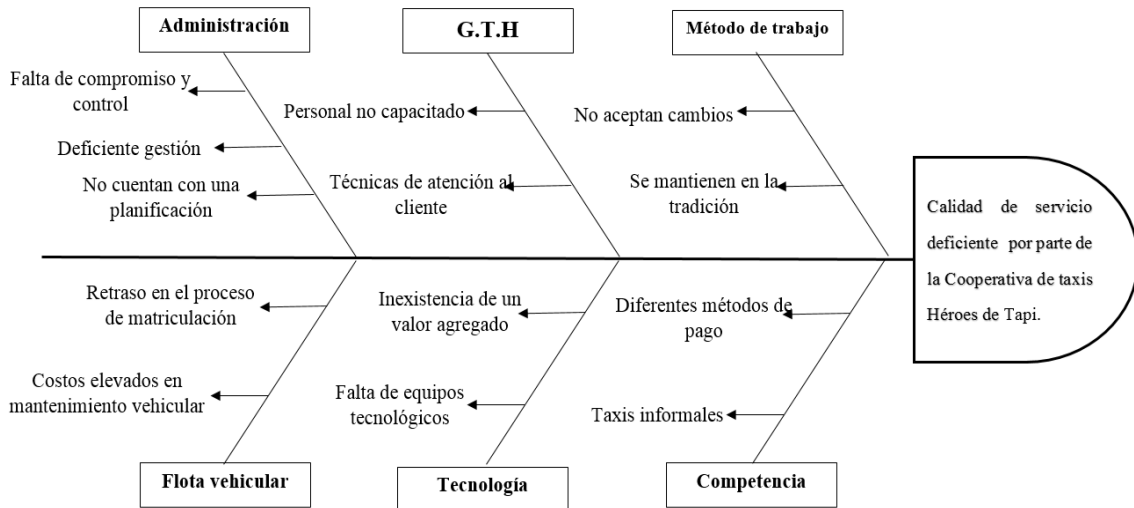 Administración
G.T.H
Método de trabajo
Falta de compromiso y
control
Deficiente gestión
No cuentan con una
planificación
Personal no capacitado
Técnicas de atención al
cliente
No aceptan cambios
Se mantienen en la
tradición
Calidad de servicio
deficiente por parte de
la Cooperativa de taxis
Héroes de Tapi.
Retraso en el proceso
de matriculación
Costos elevados en
mantenimiento vehicular
Inexistencia de un
valor agregado
Falta de equipos
tecnológicos
Diferentes métodos de
pago
Taxis informales
Flota vehicular
Tecnología
Competencia